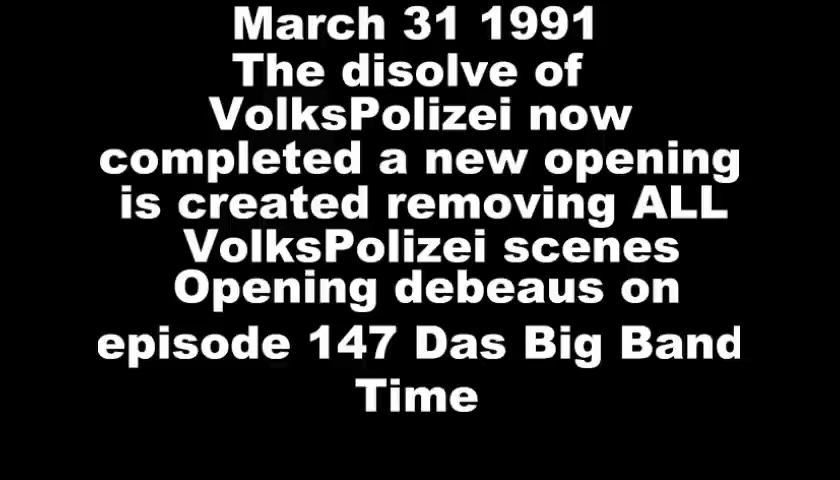 March 31 1991
The disolve of
VolksPolizei now
completed a new opening
is created removing ALL
VolksPolizei scenes
Opening debeaus on
episode 147 Das Big Band
Time